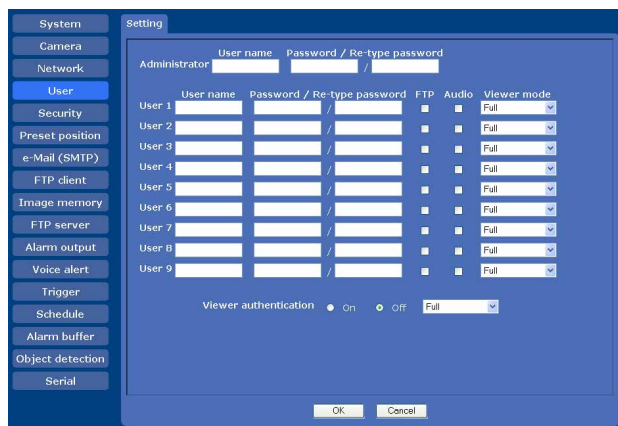 System
Camera
Network
User
Security
Preset position
e-Mail (SMTP)
FTP client
Image memory
FTP server
Alarm output
Voice alert
Trigger
Schedule
Alarm buffer
Object detection
Serial
Setting
User name Password / Re-type password
Administrator /
User name Password / Re-type password FTP Audio Viewer mode
User 1 / Full
User 2 / Full
User 3 / Full
User 4 / Full
User 5 / Full
User 6 / Full
User 7 / Full
User 8 / Full
User 9 / Full
Viewer authentication On Off Full
OK Cancel